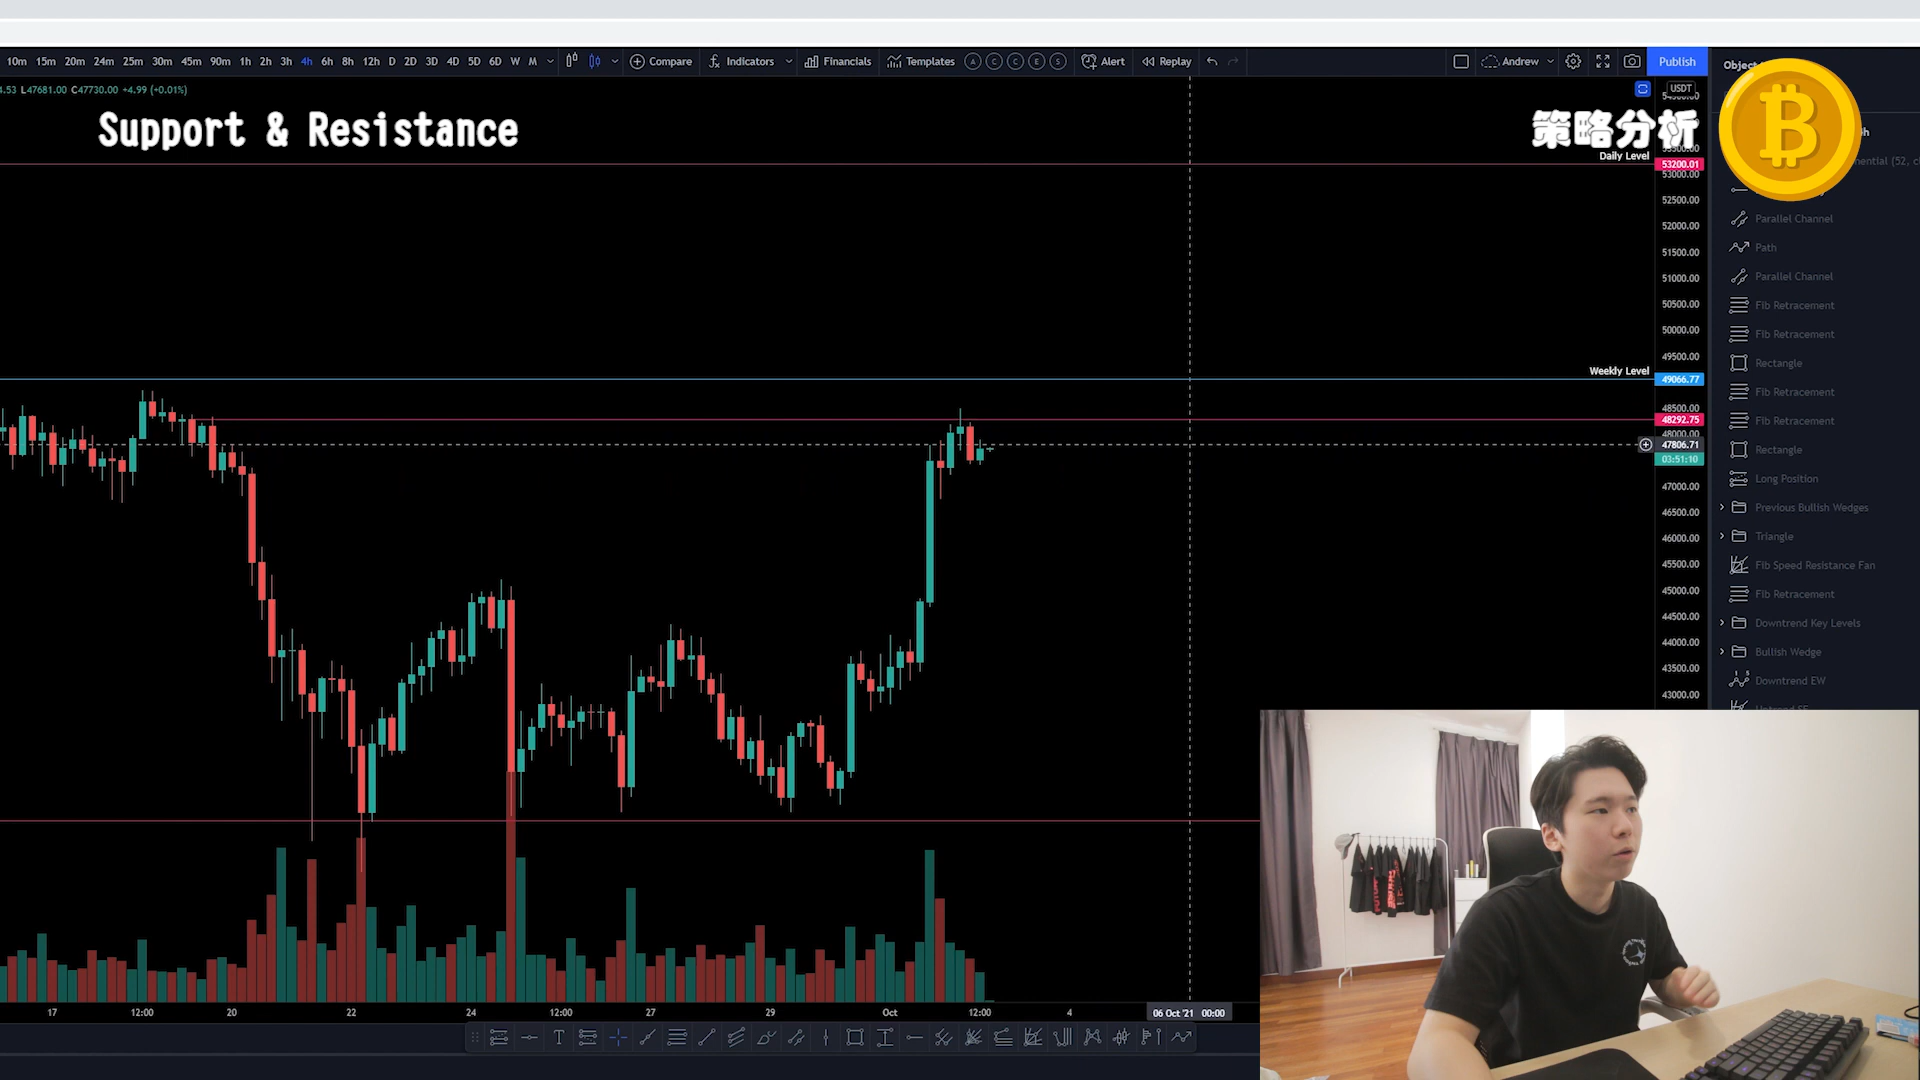 10m 15m 20m 24m 25m 30m 45m 90m 1h 2h 3h 4h 6h 8h 12h D 2D 3D 4D 5D 6D W M Compare Indicators Financials Templates A C C E S Alert Replay Andrew Publish
4.53 L47681.00 C47730.00 +4.99 (+0.01%)
USDT
Support & Resistance
策略分析
Daily Level
53200.01
53000.00
52500.00
52000.00
51500.00
51000.00
50500.00
50000.00
49500.00
Weekly Level
49066.77
48500.00
48292.75
48000.00
47806.71
03:51:10
47000.00
46500.00
46000.00
45500.00
45000.00
44500.00
44000.00
43500.00
43000.00
17 12:00 20 22 24 12:00 27 29 Oct 12:00 4 06 Oct '21 00:00
Parallel Channel
Path
Parallel Channel
Fib Retracement
Fib Retracement
Rectangle
Fib Retracement
Fib Retracement
Rectangle
Long Position
Previous Bullish Wedges
Triangle
Fib Speed Resistance Fan
Fib Retracement
Downtrend Key Levels
Bullish Wedge
Downtrend EW